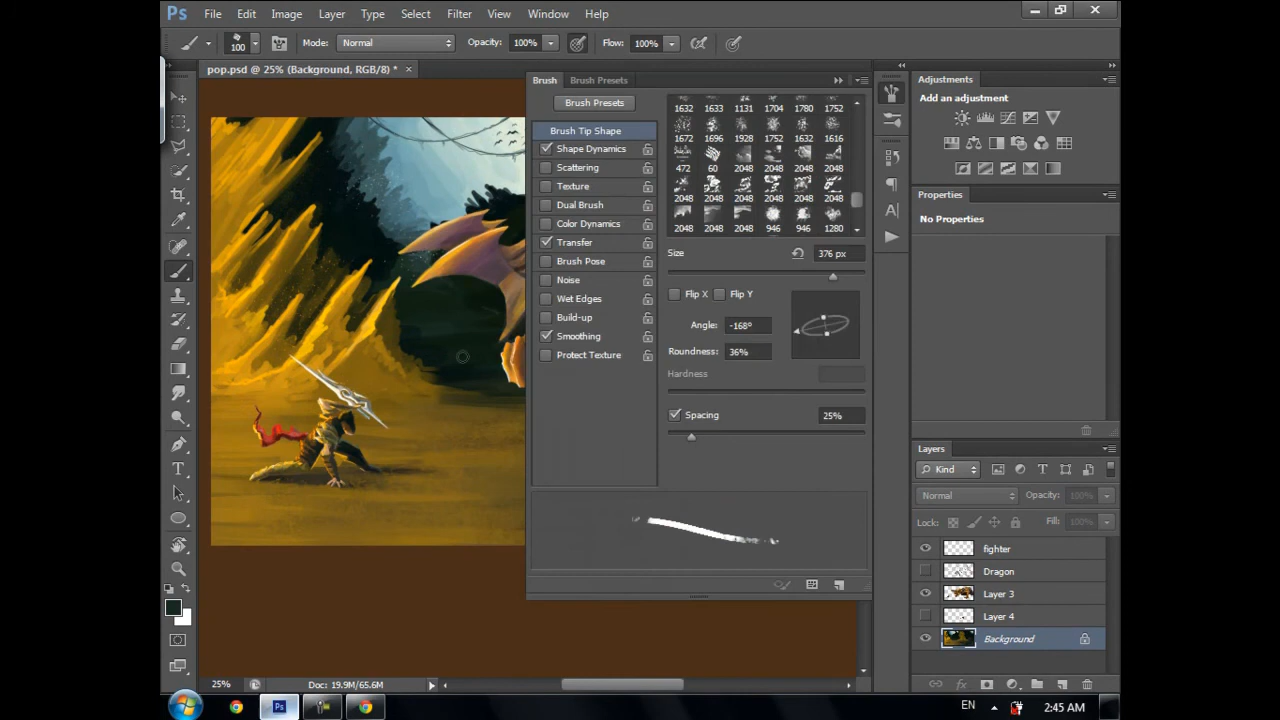 Ps File Edit Image Layer Type Select Filter View Window Help
100 Mode: Normal Opacity: 100% Flow: 100%
pop.psd @ 25% (Background, RGB/8) *
Brush Brush Presets
Brush Presets
Brush Tip Shape
Shape Dynamics
Scattering
Texture
Dual Brush
Color Dynamics
Transfer
Brush Pose
Noise
Wet Edges
Build-up
Smoothing
Protect Texture
1632 1633 1131 1704 1780 1752
1672 1696 1928 1752 1632 1616
472 60 2048 2048 2048 2048
2048 2048 2048 2048 2048 2048
2048 2048 2048 946 946 1280
Size 376 px
Flip X Flip Y
Angle: -168º
Roundness: 36%
Hardness
Spacing 25%
Adjustments
Add an adjustment
Properties
No Properties
Layers
Kind
Normal Opacity: 100%
Lock: Fill: 100%
fighter
Dragon
Layer 3
Layer 4
Background
25% Doc: 19.9M/65.6M
Ps EN 2:45 AM